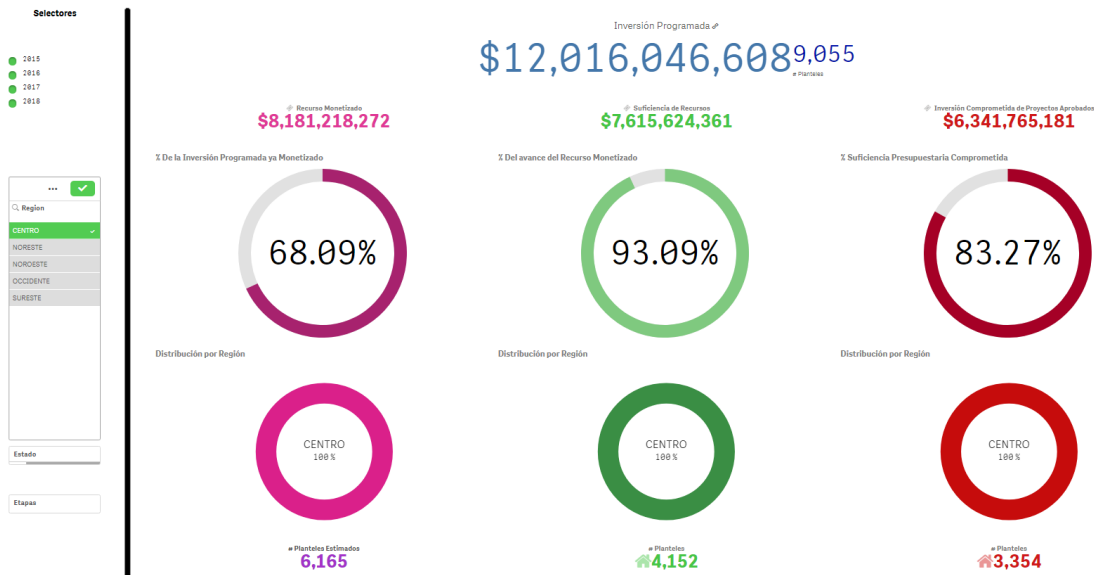 Selectores
2015
2016
2017
2018
Region
CENTRO
NORESTE
NOROESTE
OCCIDENTE
SURESTE
Estado
Etapas
Inversión Programada
$12,016,046,608
9,055
# Planteles
Recurso Monetizado
$8,181,218,272
Suficiencia de Recursos
$7,615,624,361
Inversión Comprometida de Proyectos Aprobados
$6,341,765,181
% De la Inversión Programada ya Monetizado
68.09%
% Del avance del Recurso Monetizado
93.09%
% Suficiencia Presupuestaria Comprometida
83.27%
Distribución por Región
CENTRO
100 %
Distribución por Región
CENTRO
100 %
Distribución por Región
CENTRO
100 %
# Planteles Estimados
6,165
# Planteles
4,152
# Planteles
3,354